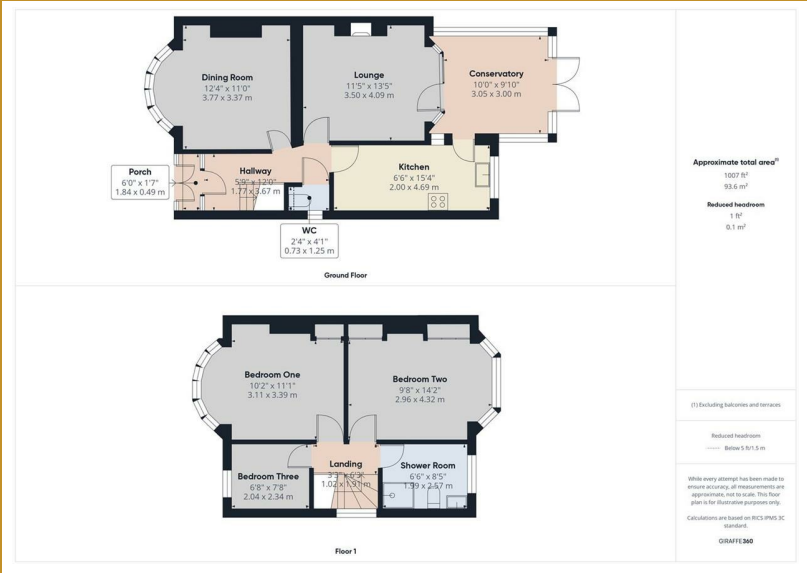 Dining Room
12'4" x 11'0"
3.77 x 3.37 m
Lounge
11'5" x 13'5"
3.50 x 4.09 m
Conservatory
10'0" x 9'10"
3.05 x 3.00 m
Porch
6'0" x 1'7"
1.84 x 0.49 m
Hallway
5'9" x 12'0"
1.77 x 3.67 m
Kitchen
6'6" x 15'4"
2.00 x 4.69 m
WC
2'4" x 4'1"
0.73 x 1.25 m
Ground Floor
Bedroom One
10'2" x 11'1"
3.11 x 3.39 m
Bedroom Two
9'8" x 14'2"
2.96 x 4.32 m
Bedroom Three
6'8" x 7'8"
2.04 x 2.34 m
Landing
3'3" x 6'3"
1.02 x 1.91 m
Shower Room
6'6" x 8'5"
1.99 x 2.57 m
Floor 1
Approximate total area⁽¹⁾
1007 ft²
93.6 m²
Reduced headroom
1 ft²
0.1 m²
(1) Excluding balconies and terraces
Reduced headroom
Below 5 ft/1.5 m
While every attempt has been made to
ensure accuracy, all measurements are
approximate, not to scale. This floor
plan is for illustrative purposes only.
Calculations are based on RICS IPMS 3C
standard.
GIRAFFE360